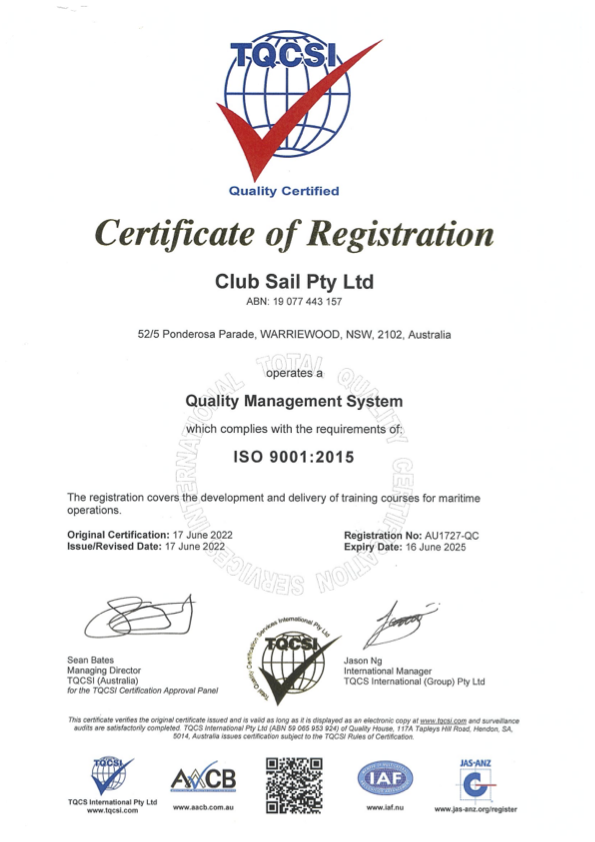 TQCSI
Quality Certified
Certificate of Registration
Club Sail Pty Ltd
ABN: 19 077 443 157
52/5 Ponderosa Parade, WARRIEWOOD, NSW, 2102, Australia
operates a
Quality Management System
which complies with the requirements of:
ISO 9001:2015
TOTAL QUALITY CERTIFICATION SERVICES INTERNATIONAL
The registration covers the development and delivery of training courses for maritime
operations.
Original Certification: 17 June 2022
Issue/Revised Date: 17 June 2022
Registration No: AU1727-QC
Expiry Date: 16 June 2025
Sean Bates
Managing Director
TQCSI (Australia)
for the TQCSI Certification Approval Panel
Total Quality Certification Services International Pty Ltd
TQCSI
Jason Ng
International Manager
TQCS International (Group) Pty Ltd
This certificate verifies the original certificate issued and is valid as long as it is displayed as an electronic copy at www.tqcsi.com and surveillance
audits are satisfactorily completed. TQCS International Pty Ltd (ABN 59 065 953 924) of Quality House, 117A Tapleys Hill Road, Hendon, SA,
5014, Australia issues certification subject to the TQCSI Rules of Certification.
TQCSI
TQCS International Pty Ltd
www.tqcsi.com
AACB
www.aacb.com.au
IAF
www.iaf.nu
JAS-ANZ
www.jas-anz.org/register